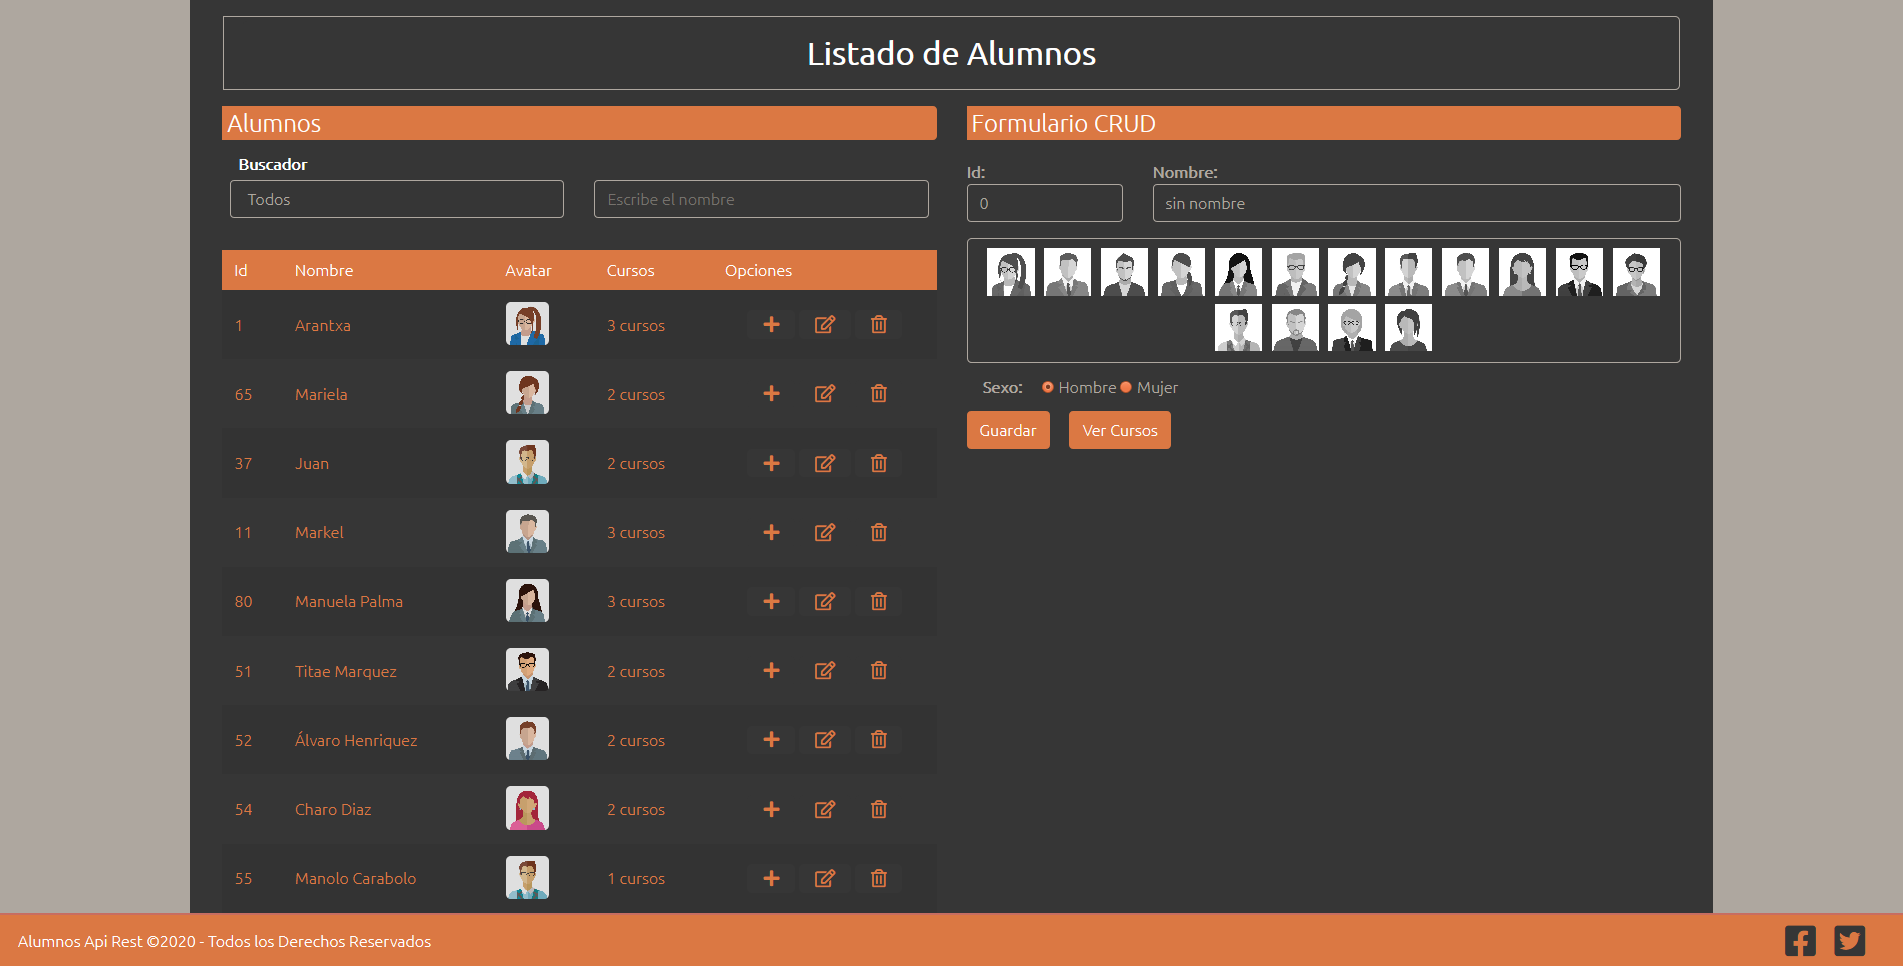 Listado de Alumnos
Alumnos
Buscador
Todos
Escribe el nombre
Id Nombre Avatar Cursos Opciones
1 Arantxa 3 cursos
65 Mariela 2 cursos
37 Juan 2 cursos
11 Markel 3 cursos
80 Manuela Palma 3 cursos
51 Titae Marquez 2 cursos
52 Álvaro Henriquez 2 cursos
54 Charo Diaz 2 cursos
55 Manolo Carabolo 1 cursos
Formulario CRUD
Id: Nombre:
0 sin nombre
Sexo: Hombre Mujer
Guardar Ver Cursos
Alumnos Api Rest ©2020 - Todos los Derechos Reservados